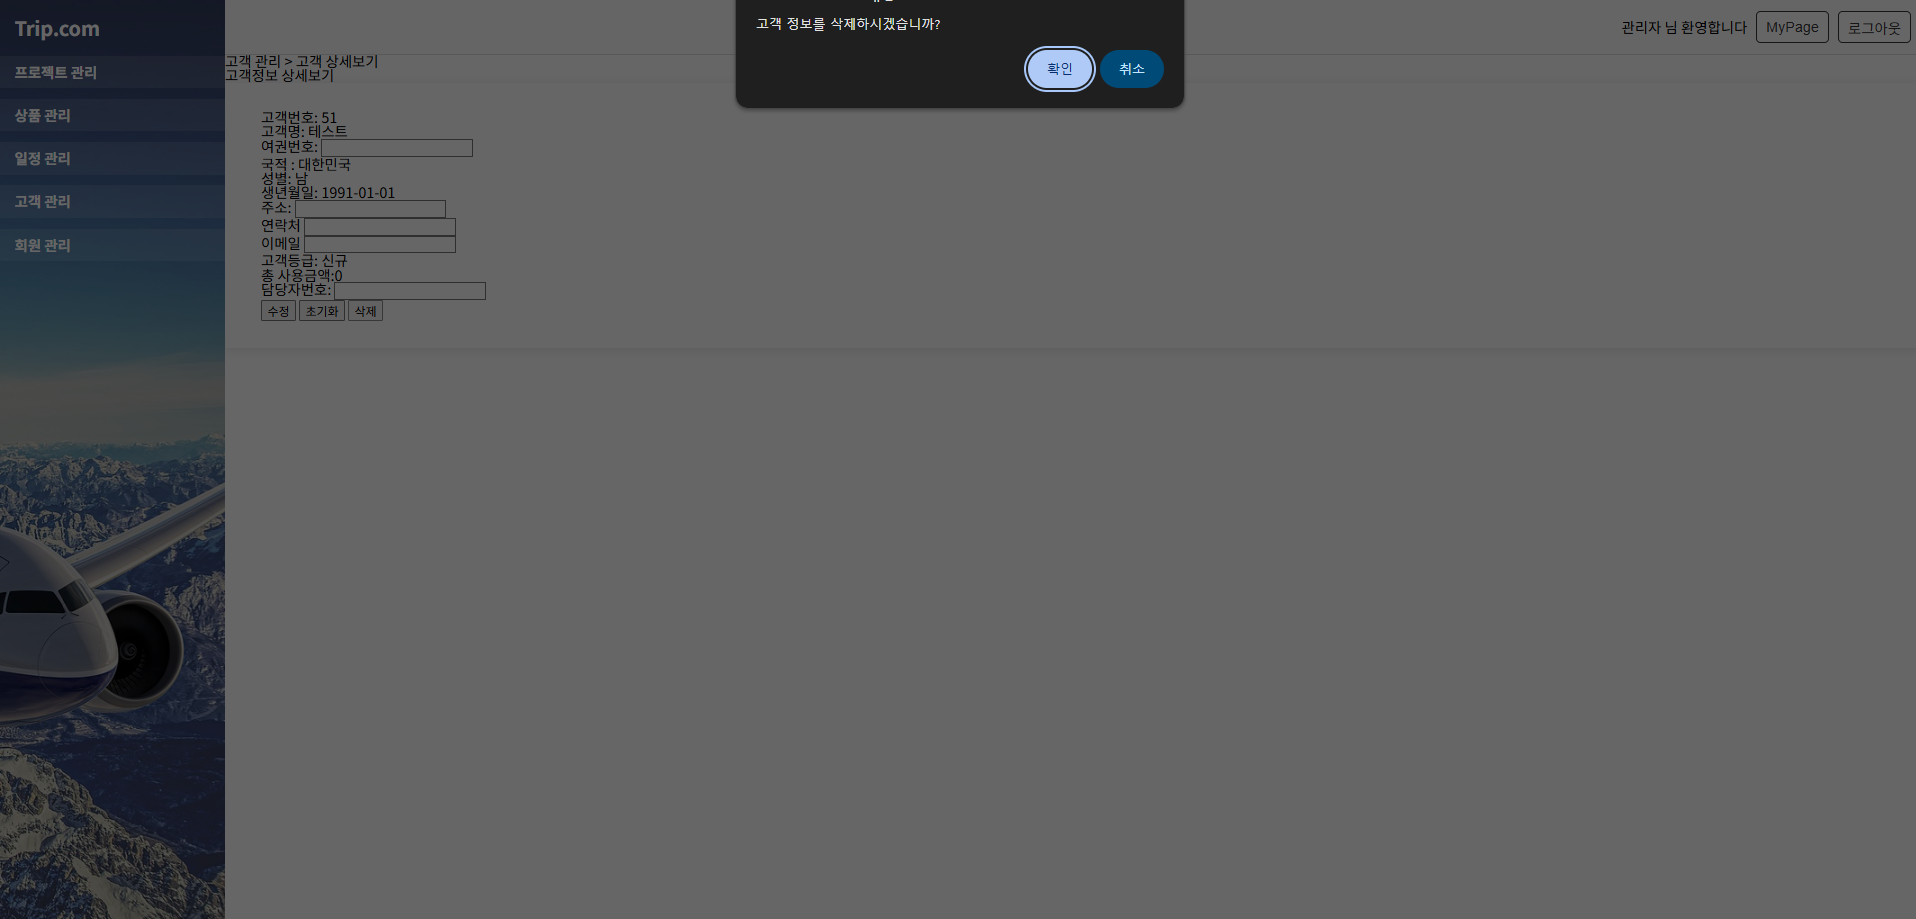 Trip.com
프로젝트 관리
상품 관리
일정 관리
고객 관리
회원 관리
고객 정보를 삭제하시겠습니까?
확인 취소
관리자 님 환영합니다 MyPage 로그아웃
고객 관리 > 고객 상세보기
고객정보 상세보기
고객번호: 51
고객명: 테스트
여권번호:
국적 : 대한민국
성별: 남
생년월일: 1991-01-01
주소:
연락처
이메일
고객등급: 신규
총 사용금액:0
담당자번호:
수정 초기화 삭제